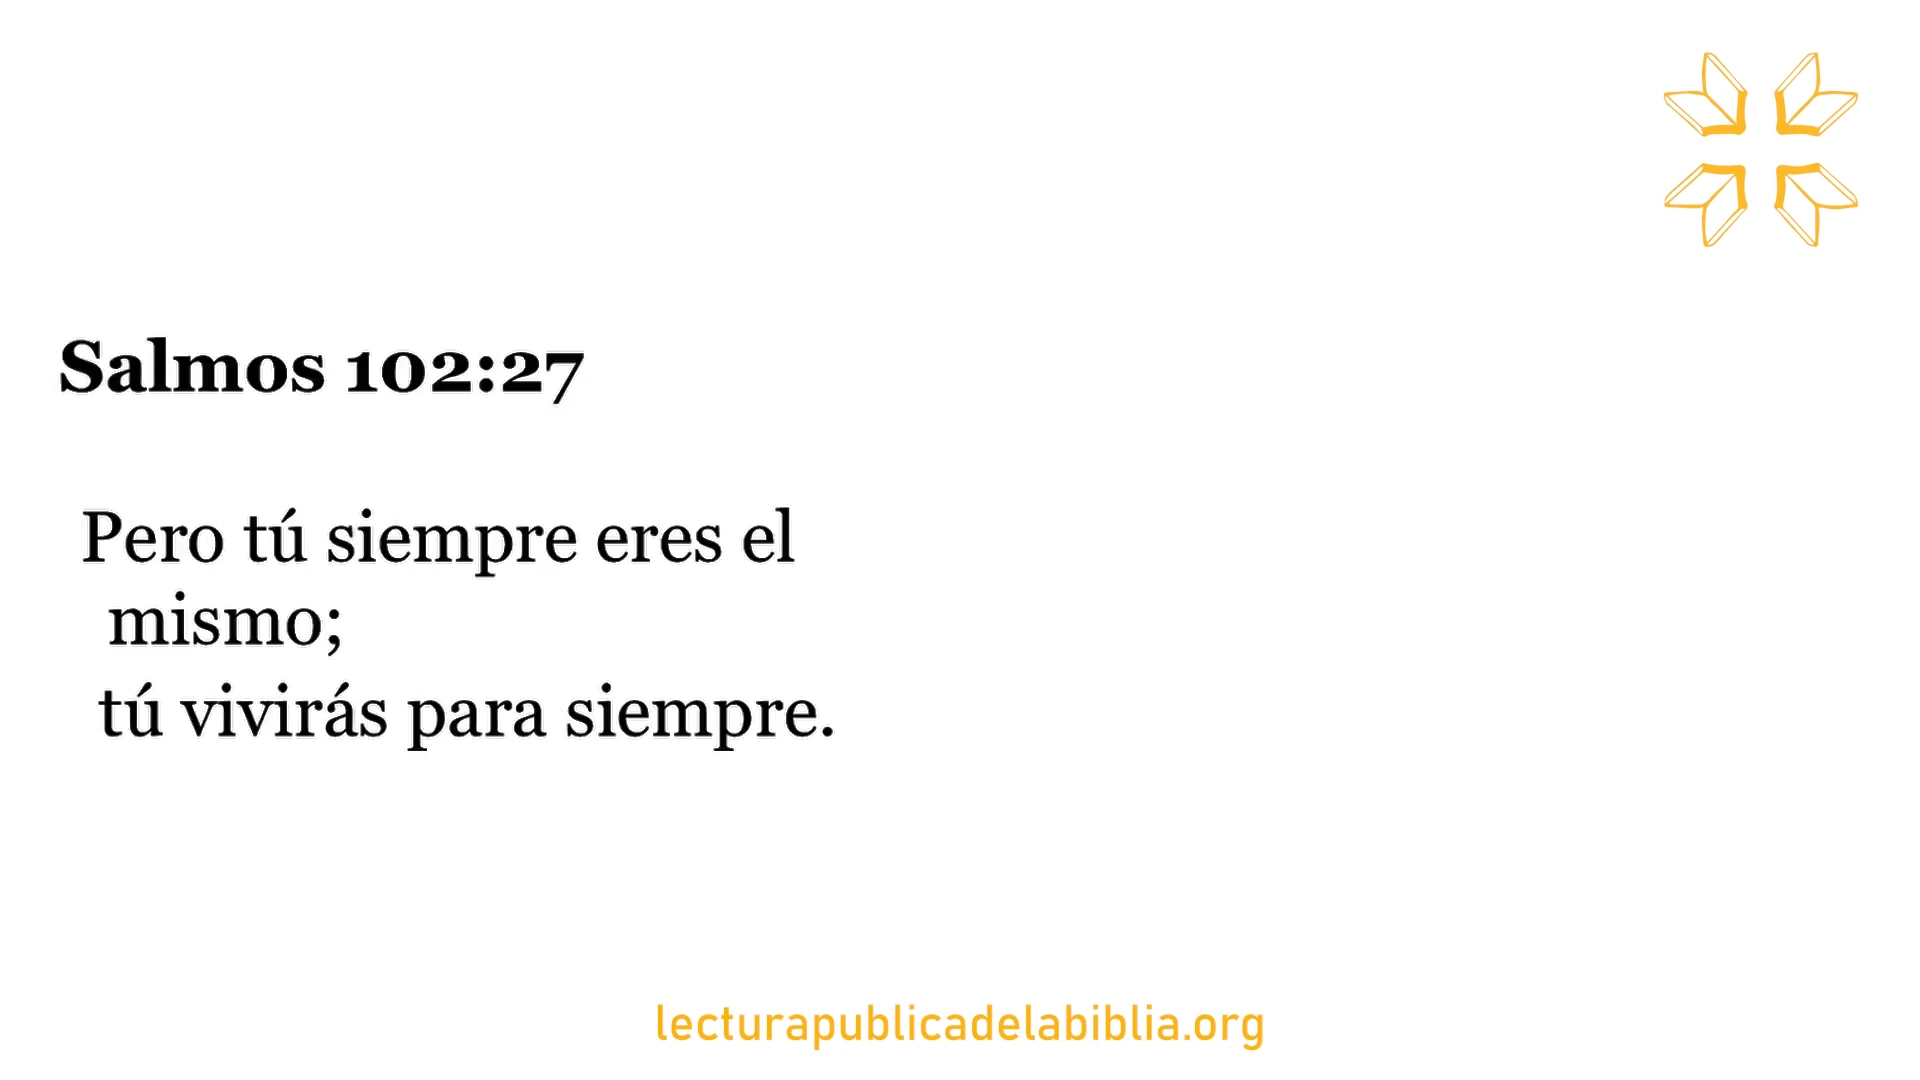 Salmos 102:27
Pero tú siempre eres el
mismo;
tú vivirás para siempre.
lecturapublicadelabiblia.org